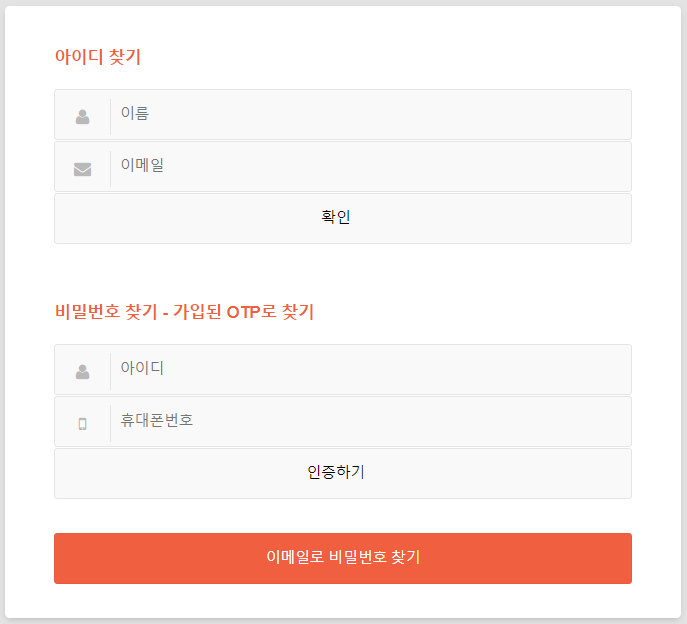 아이디 찾기
이름
이메일
확인
비밀번호 찾기 - 가입된 OTP로 찾기
아이디
휴대폰번호
인증하기
이메일로 비밀번호 찾기